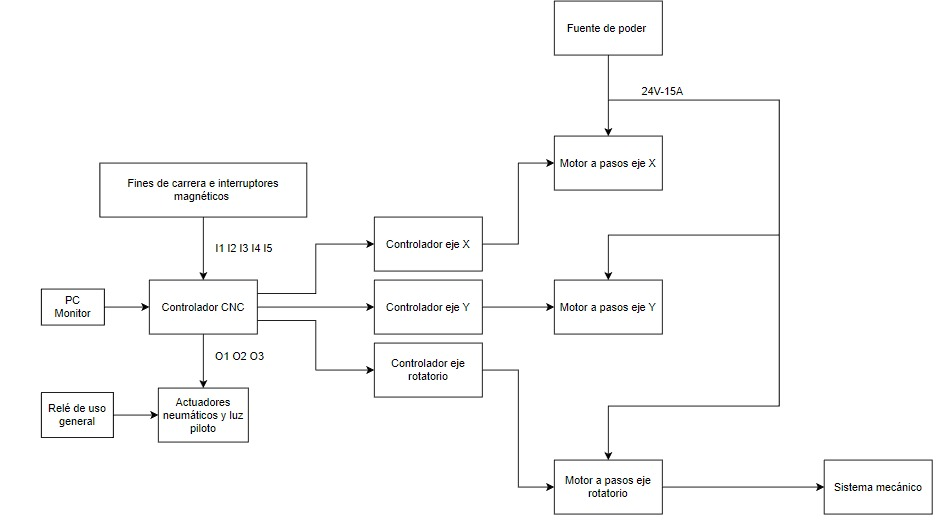 Fuente de poder
24V-15A
Motor a pasos eje X
Fines de carrera e interruptores
magnéticos
I1 I2 I3 I4 I5
Controlador eje X
PC
Monitor
Controlador CNC
Controlador eje Y
Motor a pasos eje Y
O1 O2 O3
Controlador eje
rotatorio
Relé de uso
general
Actuadores
neumáticos y luz
piloto
Motor a pasos eje
rotatorio
Sistema mecánico